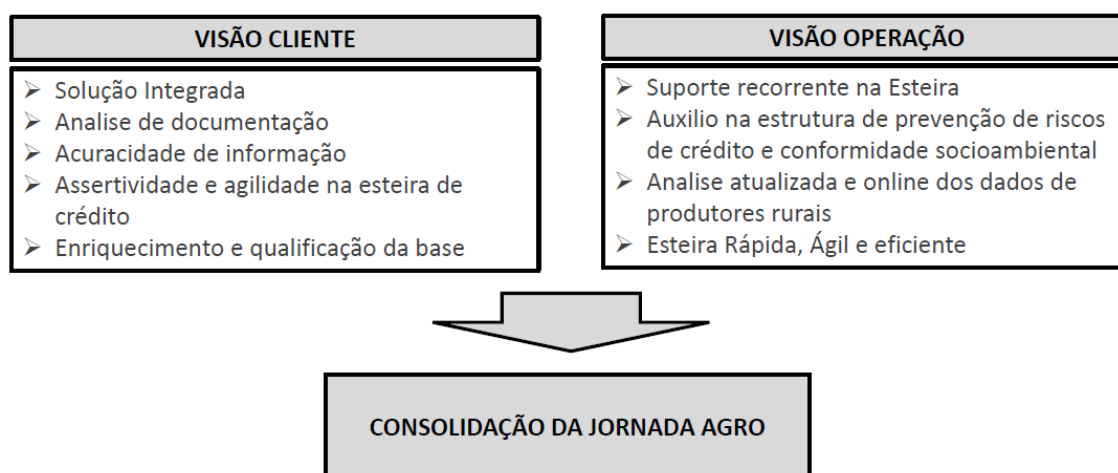 VISÃO CLIENTE
➢ Solução Integrada
➢ Analise de documentação
➢ Acuracidade de informação
➢ Assertividade e agilidade na esteira de
crédito
➢ Enriquecimento e qualificação da base
VISÃO OPERAÇÃO
➢ Suporte recorrente na Esteira
➢ Auxilio na estrutura de prevenção de riscos
de crédito e conformidade socioambiental
➢ Analise atualizada e online dos dados de
produtores rurais
➢ Esteira Rápida, Ágil e eficiente
CONSOLIDAÇÃO DA JORNADA AGRO